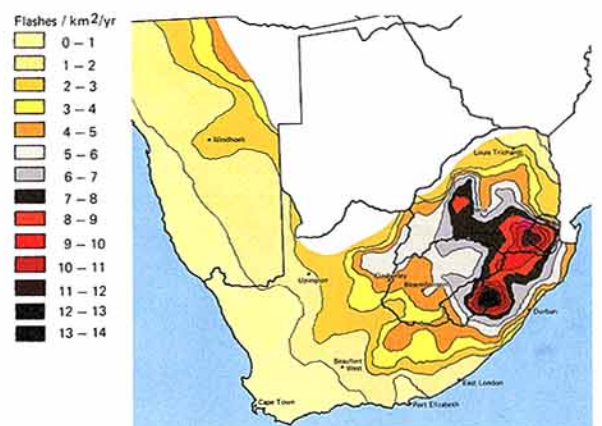 Flashes / km2/yr
0 – 1
1 – 2
2 – 3
3 – 4
4 – 5
5 – 6
6 – 7
7 – 8
8 – 9
9 – 10
10 – 11
11 – 12
12 – 13
13 – 14
Windhoek
Louis Trichardt
Upington
Kimberley
Bloemfontein
Durban
Beaufort
West
East London
Cape Town
Port Elizabeth